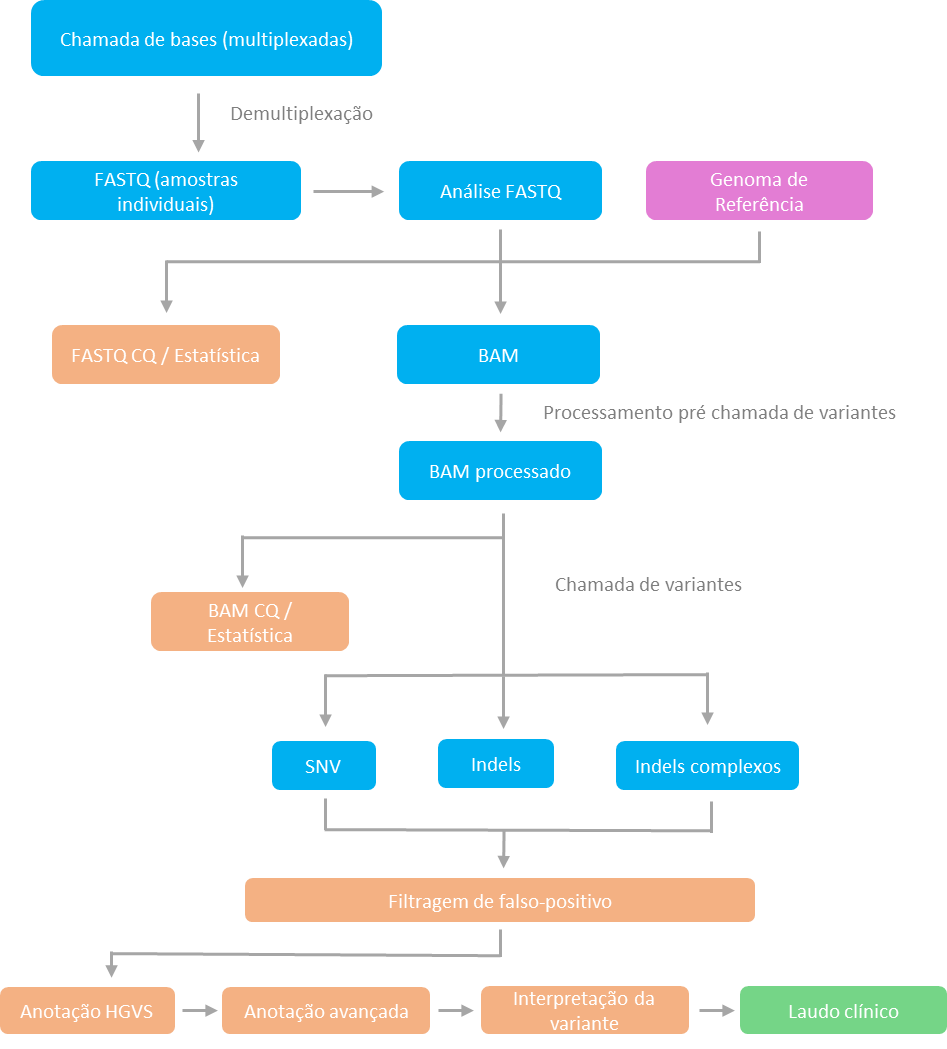 Chamada de bases (multiplexadas)
Demultiplexação
FASTQ (amostras
individuais)
Análise FASTQ
Genoma de
Referência
FASTQ CQ / Estatística
BAM
Processamento pré chamada de variantes
BAM processado
Chamada de variantes
BAM CQ /
Estatística
SNV
Indels
Indels complexos
Filtragem de falso-positivo
Anotação HGVS
Anotação avançada
Interpretação da
variante
Laudo clínico